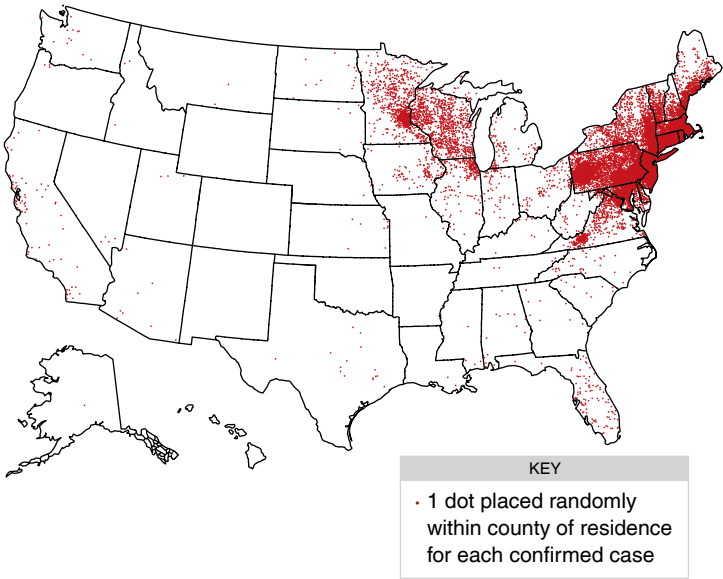 KEY
1 dot placed randomly
within county of residence
for each confirmed case